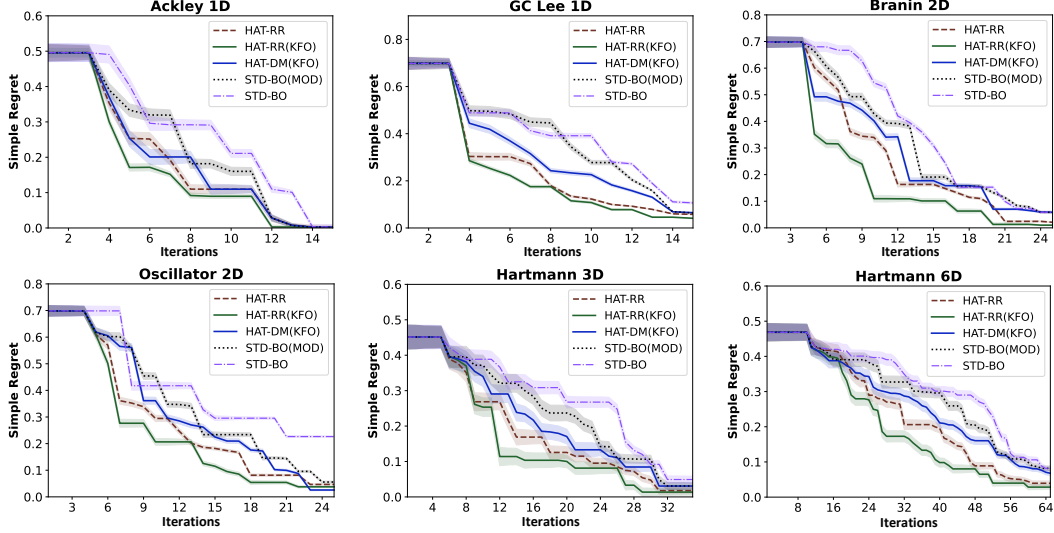 Ackley 1D
Simple Regret
0.6
0.5
0.4
0.3
0.2
0.1
0.0
2 4 6 8 10 12 14
Iterations
HAT-RR
HAT-RR(KFO)
HAT-DM(KFO)
STD-BO(MOD)
STD-BO
GC Lee 1D
Simple Regret
0.8
0.6
0.4
0.2
0.0
2 4 6 8 10 12 14
Iterations
HAT-RR
HAT-RR(KFO)
HAT-DM(KFO)
STD-BO(MOD)
STD-BO
Branin 2D
Simple Regret
0.8
0.7
0.6
0.5
0.4
0.3
0.2
0.1
0.0
3 6 9 12 15 18 21 24
Iterations
HAT-RR
HAT-RR(KFO)
HAT-DM(KFO)
STD-BO(MOD)
STD-BO
Oscillator 2D
Simple Regret
0.8
0.7
0.6
0.5
0.4
0.3
0.2
0.1
0.0
3 6 9 12 15 18 21 24
Iterations
HAT-RR
HAT-RR(KFO)
HAT-DM(KFO)
STD-BO(MOD)
STD-BO
Hartmann 3D
Simple Regret
0.6
0.5
0.4
0.3
0.2
0.1
0.0
4 8 12 16 20 24 28 32
Iterations
HAT-RR
HAT-RR(KFO)
HAT-DM(KFO)
STD-BO(MOD)
STD-BO
Hartmann 6D
Simple Regret
0.6
0.5
0.4
0.3
0.2
0.1
0.0
8 16 24 32 40 48 56 64
Iterations
HAT-RR
HAT-RR(KFO)
HAT-DM(KFO)
STD-BO(MOD)
STD-BO